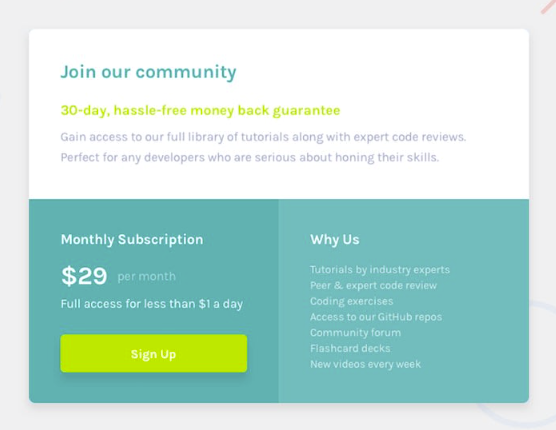 Join our community
30-day, hassle-free money back guarantee
Gain access to our full library of tutorials along with expert code reviews.
Perfect for any developers who are serious about honing their skills.
Monthly Subscription
$29 per month
Full access for less than $1 a day
Sign Up
Why Us
Tutorials by industry experts
Peer & expert code review
Coding exercises
Access to our GitHub repos
Community forum
Flashcard decks
New videos every week